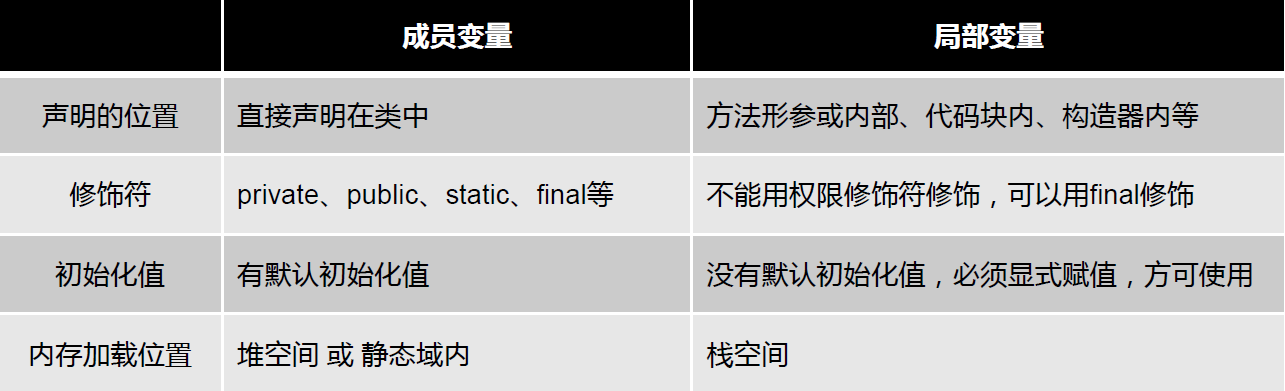 成员变量 局部变量
声明的位置 直接声明在类中 方法形参或内部、代码块内、构造器内等
修饰符 private、public、static、final等 不能用权限修饰符修饰，可以用final修饰
初始化值 有默认初始化值 没有默认初始化值，必须显式赋值，方可使用
内存加载位置 堆空间 或 静态域内 栈空间